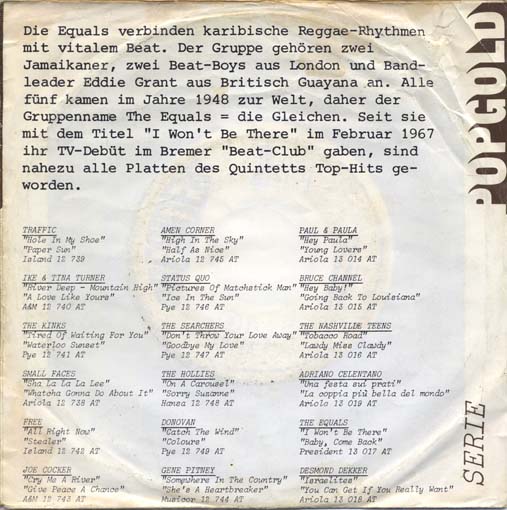 Die Equals verbinden karibische Reggae-Rhythmen
mit vitalem Beat. Der Gruppe gehören zwei
Jamaikaner, zwei Beat-Boys aus London und Band-
leader Eddie Grant aus Britisch Guayana an. Alle
fünf kamen im Jahre 1948 zur Welt, daher der
Gruppenname The Equals = die Gleichen. Seit sie
mit dem Titel "I Won't Be There" im Februar 1967
ihr TV-Debüt im Bremer "Beat-Club" gaben, sind
nahezu alle Platten des Quintetts Top-Hits ge-
worden.
POPGOLD
SERIE
TRAFFIC
"Hole In My Shoe"
"Paper Sun"
Island 12 739
IKE & TINA TURNER
"River Deep - Mountain High"
"A Love Like Yours"
A&M 12 740 AT
THE KINKS
"Tired Of Waiting For You"
"Waterloo Sunset"
Pye 12 741 AT
SMALL FACES
"Sha La La La Lee"
"Whatcha Gonna Do About It"
Ariola 12 738 AT
FREE
"All Right Now"
"Stealer"
Island 12 742 AT
JOE COCKER
"Cry Me A River"
"Give Peace A Chance"
A&M 12 743 AT
AMEN CORNER
"High In The Sky"
"Half As Nice"
Ariola 12 745 AT
STATUS QUO
"Pictures Of Matchstick Man"
"Ice In The Sun"
Pye 12 746 AT
THE SEARCHERS
"Don't Throw Your Love Away"
"Goodbye My Love"
Pye 12 747 AT
THE HOLLIES
"On A Carousel"
"Sorry Suzanne"
Hansa 12 748 AT
DONOVAN
"Catch The Wind"
"Colours"
Pye 12 749 AT
GENE PITNEY
"Somewhere In The Country"
"She's A Heartbreaker"
Musicor 12 744 AT
PAUL & PAULA
"Hey Paula"
"Young Lovers"
Ariola 13 014 AT
BRUCE CHANNEL
"Hey Baby!"
"Going Back To Louisiana"
Ariola 13 015 AT
THE NASHVILLE TEENS
"Tobacco Road"
"Lawdy Miss Clawdy"
Ariola 13 016 AT
ADRIANO CELENTANO
"Una festa sui prati"
"La coppia più bella del mondo"
Ariola 13 019 AT
THE EQUALS
"I Won't Be There"
"Baby, Come Back"
President 13 017 AT
DESMOND DEKKER
"Israelites"
"You Can Get If You Really Want"
Ariola 13 018 AT